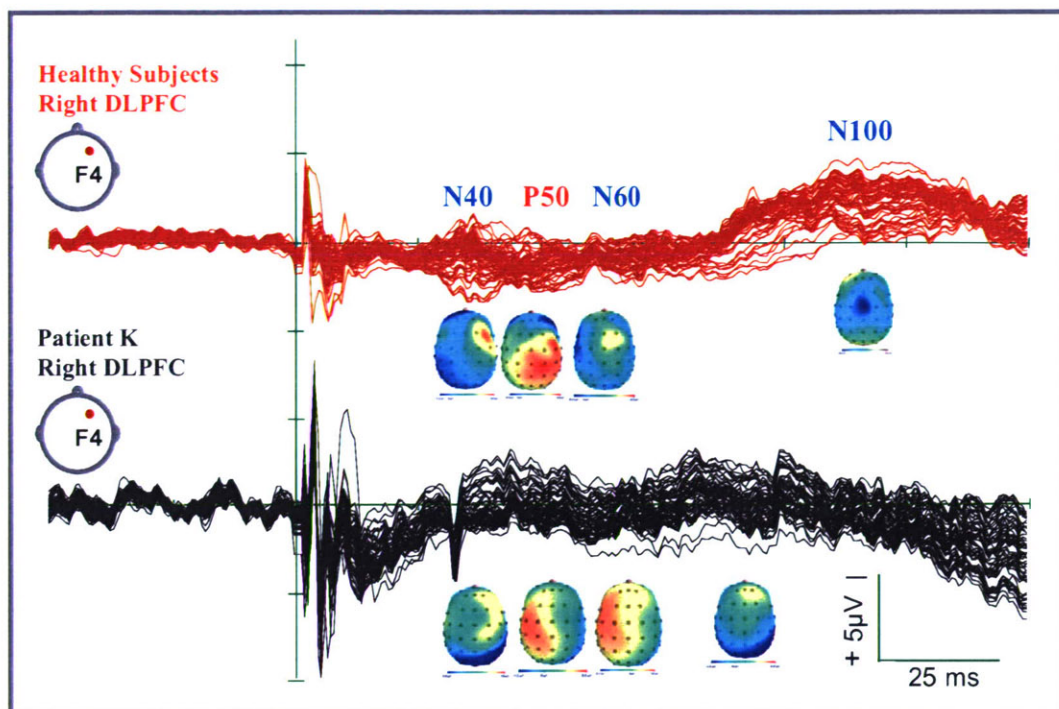 Healthy Subjects
Right DLPFC
F4
N40
P50
N60
N100
Patient K
Right DLPFC
F4
+ 5µV |
25 ms